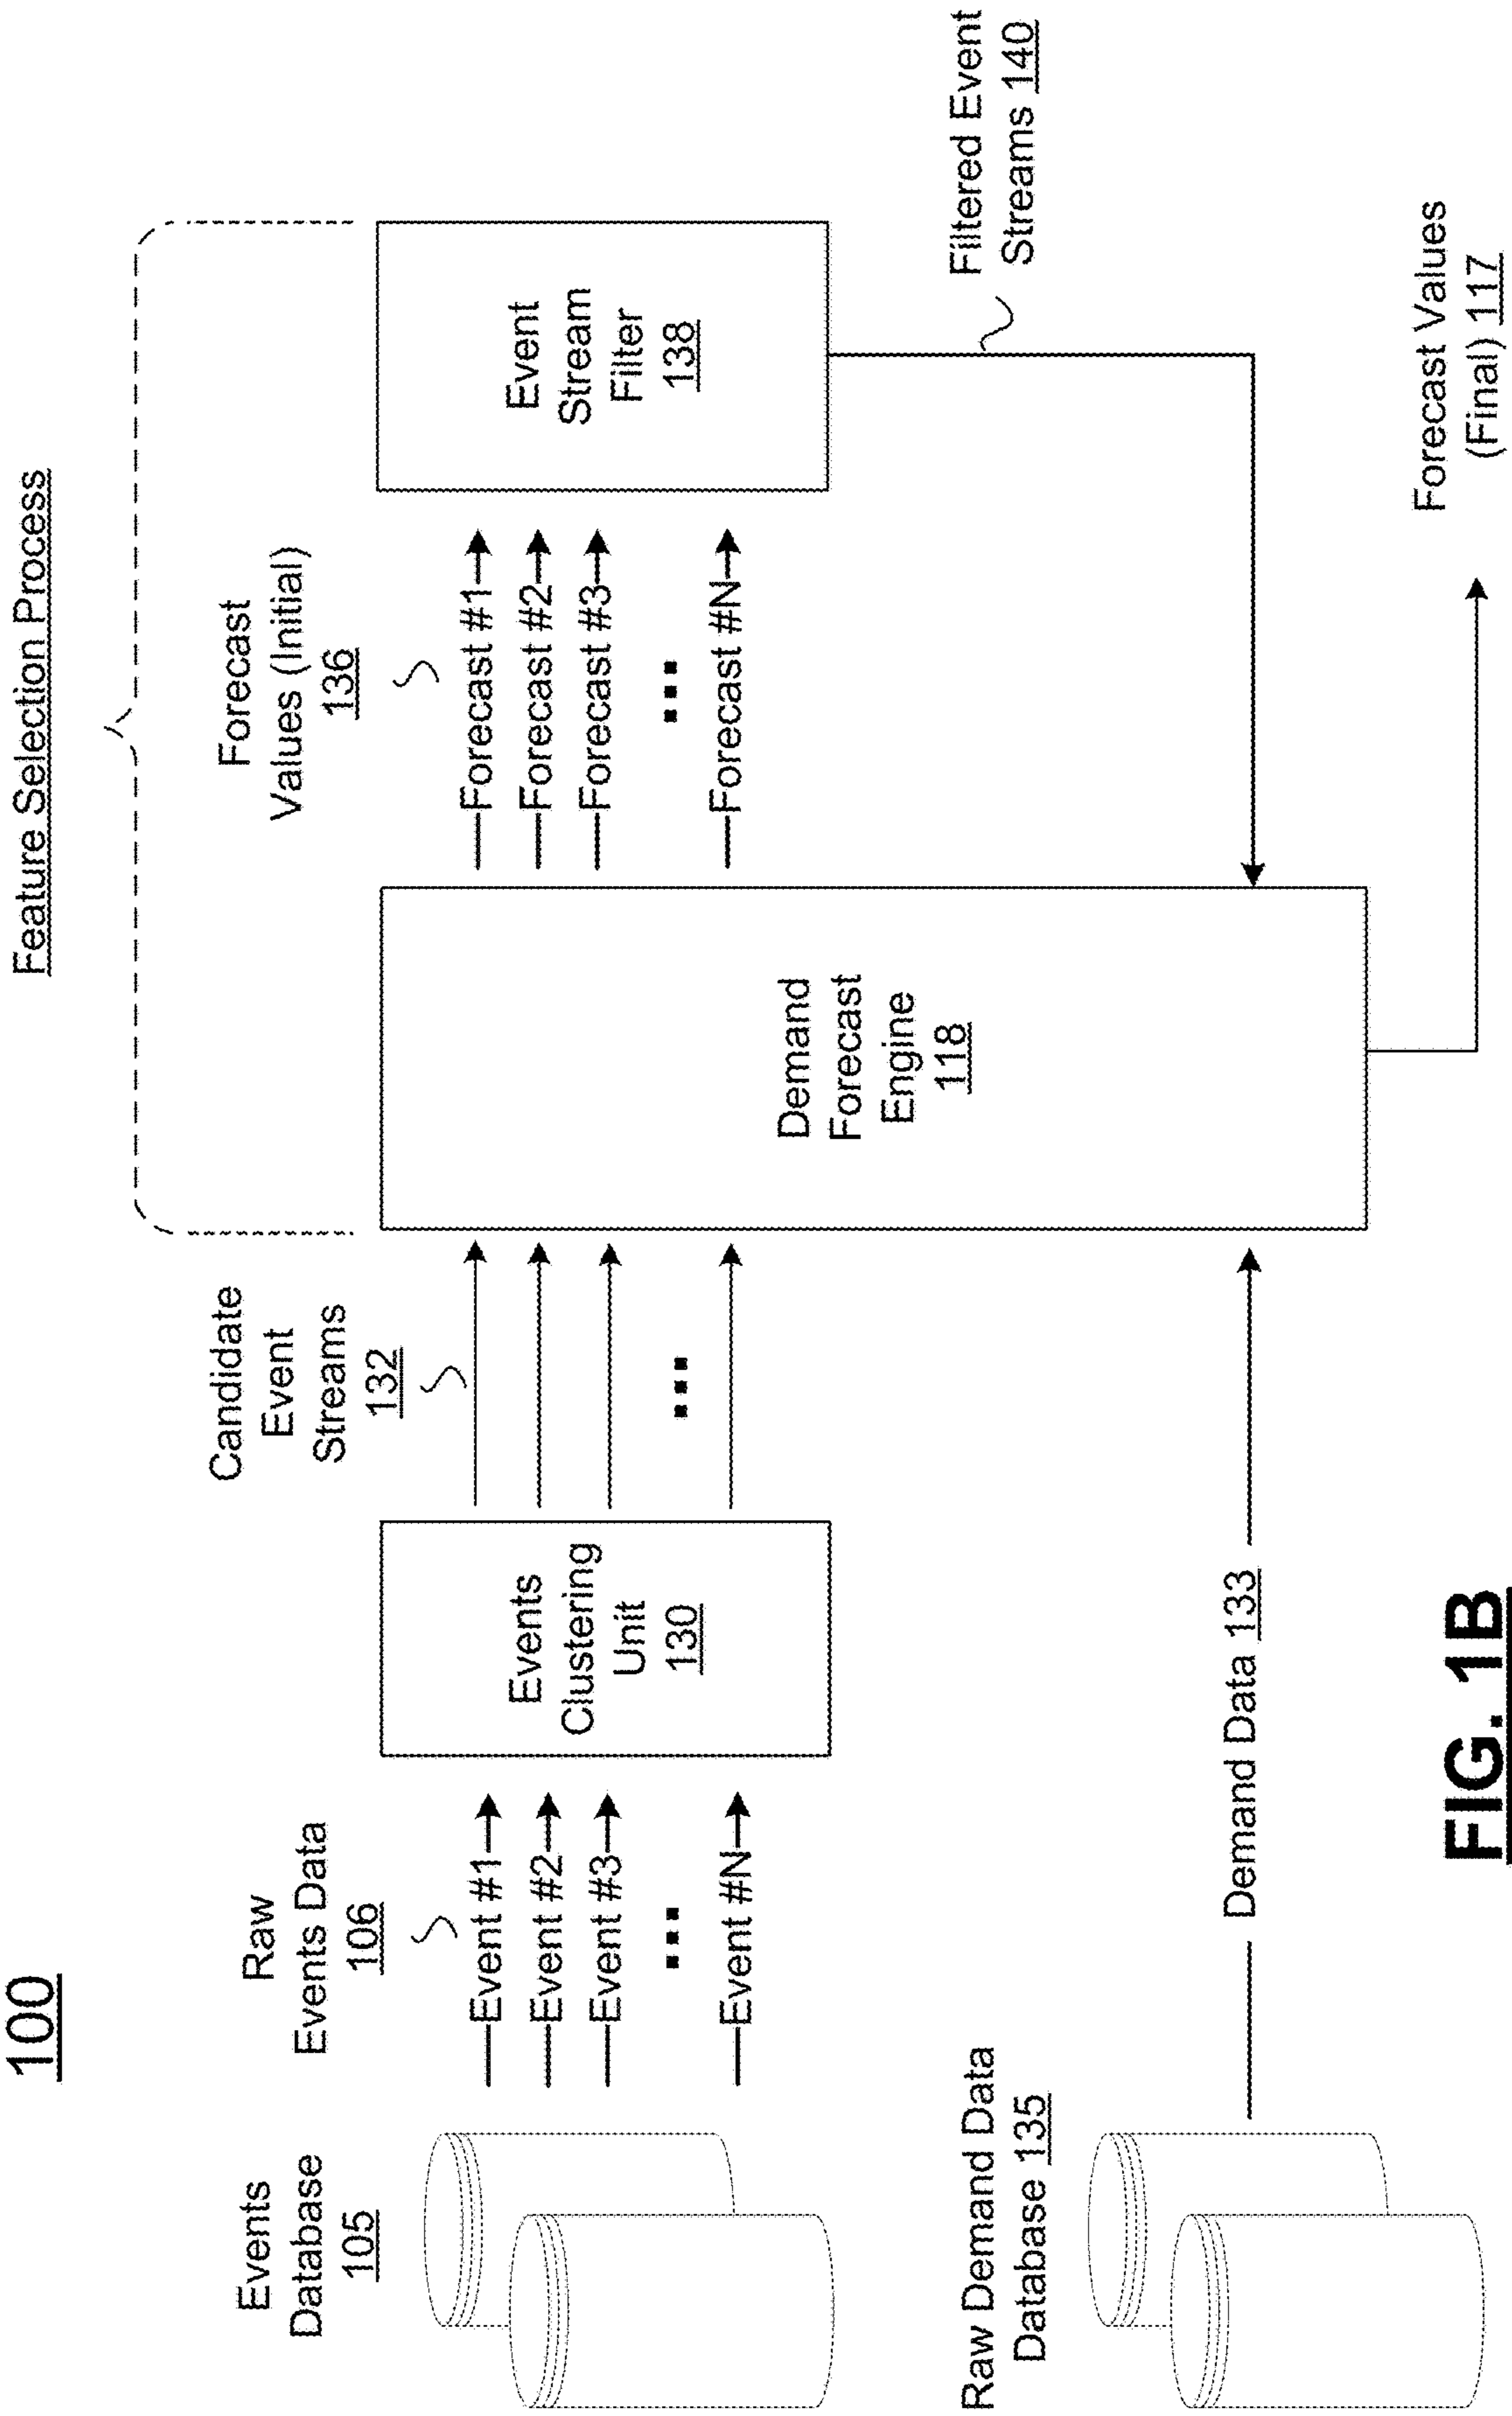 100
Feature Selection Process
Events
Database
105
Raw
Events Data
106
Event #1
Event #2
Event #3
...
Event #N
Events
Clustering
Unit
130
Candidate
Event
Streams
132
...
Demand
Forecast
Engine
118
Forecast
Values (Initial)
136
Forecast #1
Forecast #2
Forecast #3
...
Forecast #N
Event
Stream
Filter
138
Filtered Event
Streams 140
Raw Demand Data
Database 135
Demand Data 133
Forecast Values
(Final) 117
FIG. 1B